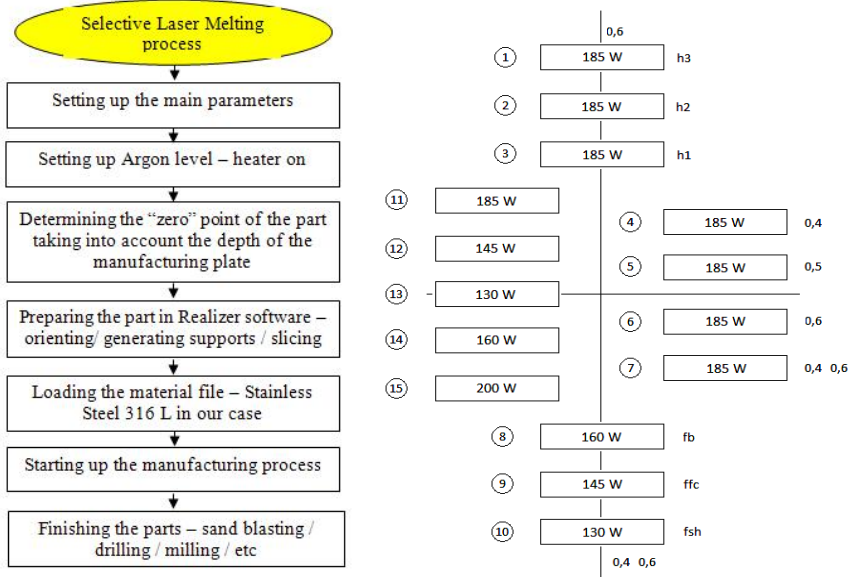 Selective Laser Melting
process
Setting up the main parameters
Setting up Argon level – heater on
Determining the “zero” point of the part
taking into account the depth of the
manufacturing plate
Preparing the part in Realizer software –
orienting/ generating supports / slicing
Loading the material file – Stainless
Steel 316 L in our case
Starting up the manufacturing process
Finishing the parts – sand blasting /
drilling / milling / etc
0,6
1 185 W h3
2 185 W h2
3 185 W h1
11 185 W
12 145 W
13 130 W
14 160 W
15 200 W
4 185 W 0,4
5 185 W 0,5
6 185 W 0,6
7 185 W 0,4 0,6
8 160 W fb
9 145 W ffc
10 130 W fsh
0,4 0,6